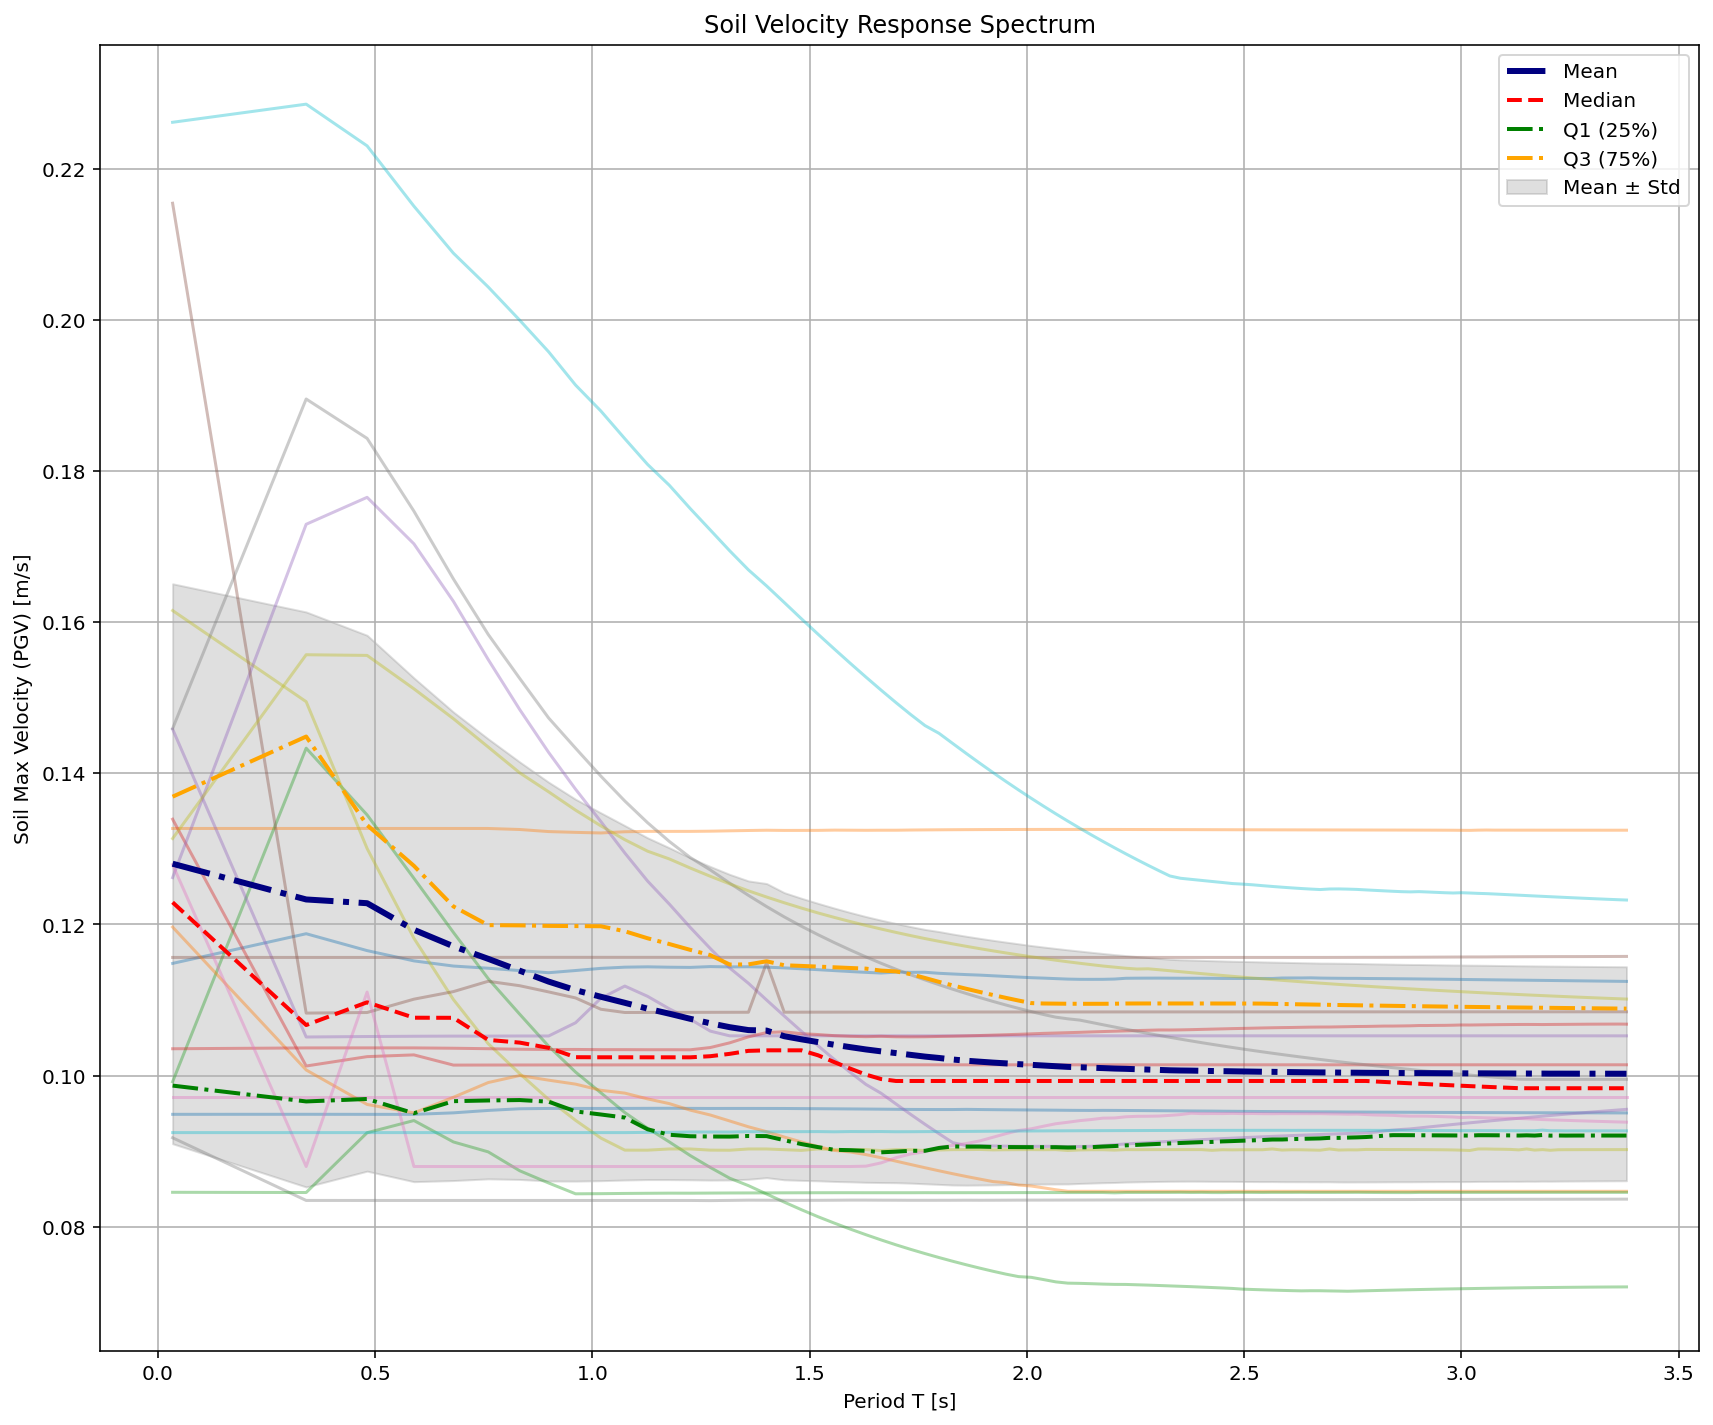 Soil Velocity Response Spectrum
Mean
Median
Q1 (25%)
Q3 (75%)
Mean ± Std
Soil Max Velocity (PGV) [m/s]
0.22
0.20
0.18
0.16
0.14
0.12
0.10
0.08
0.0 0.5 1.0 1.5 2.0 2.5 3.0 3.5
Period T [s]